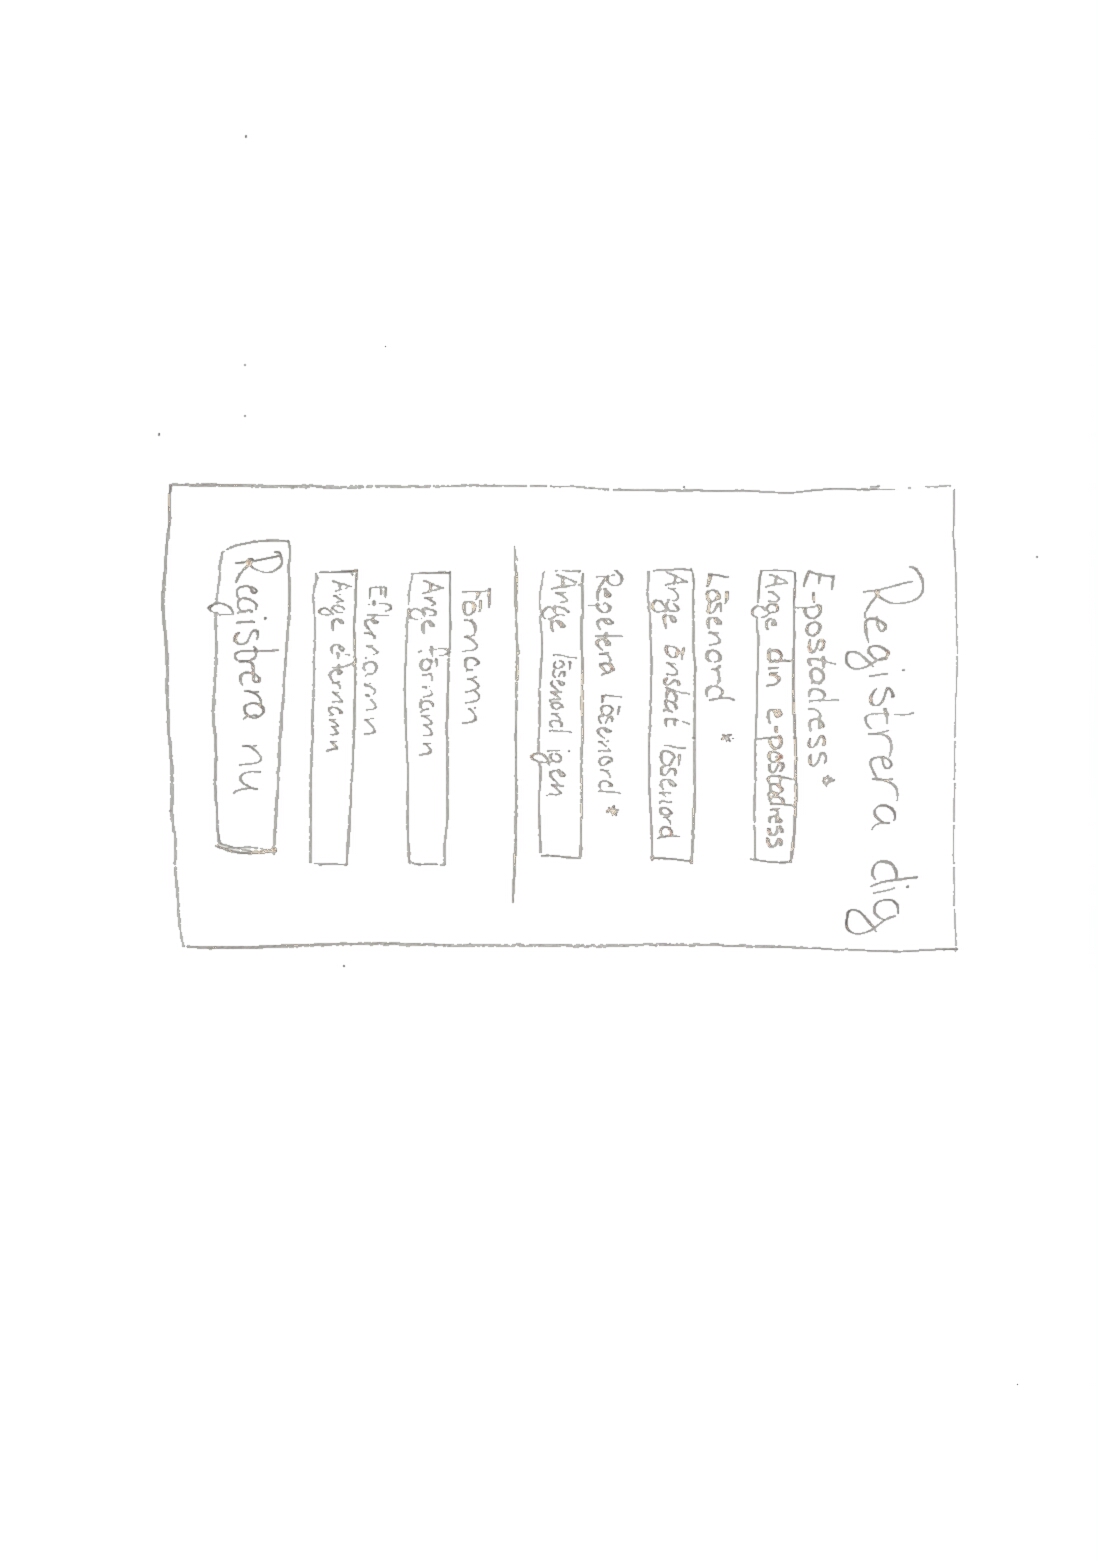 Registrera dig
E-postadress*
Ange din e-postadress
Lösenord *
Ange önskat lösenord
Repetera Lösenord *
Ange lösenord igen
Förnamn
Ange förnamn
Efternamn
Ange efernamn
Registrera nu